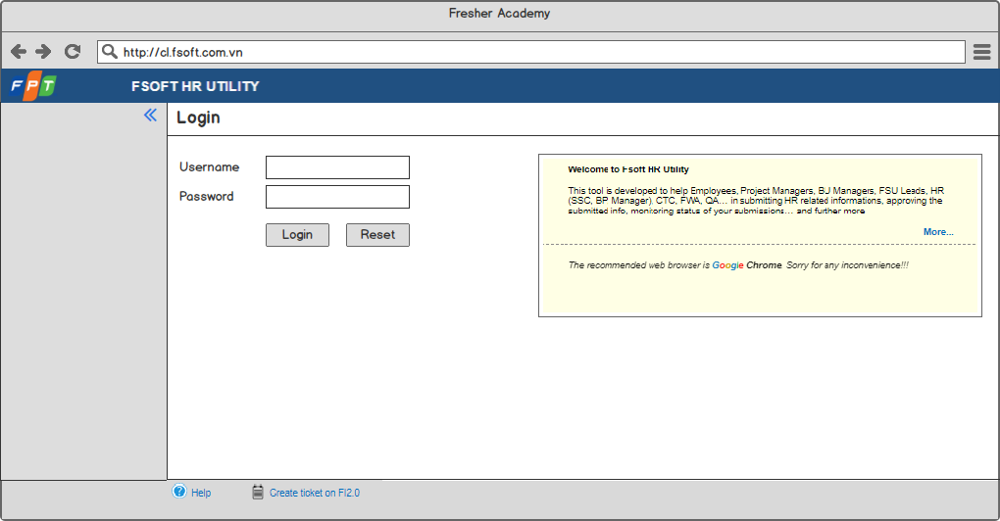 Fresher Academy
http://cl.fsoft.com.vn
FPT FSOFT HR UTILITY
Login
Username
Password
Login Reset
Welcome to Fsoft HR Utility
This tool is developed to help Employees, Project Managers, BU Managers, FSU Leads, HR
(SSC, BP Manager), CTC, FWA, QA... in submitting HR related informations, approving the
submitted info, monitoring status of your submissions... and further more
More...
The recommended web browser is Google Chrome. Sorry for any inconvenience!!!
Help Create ticket on FI2.0